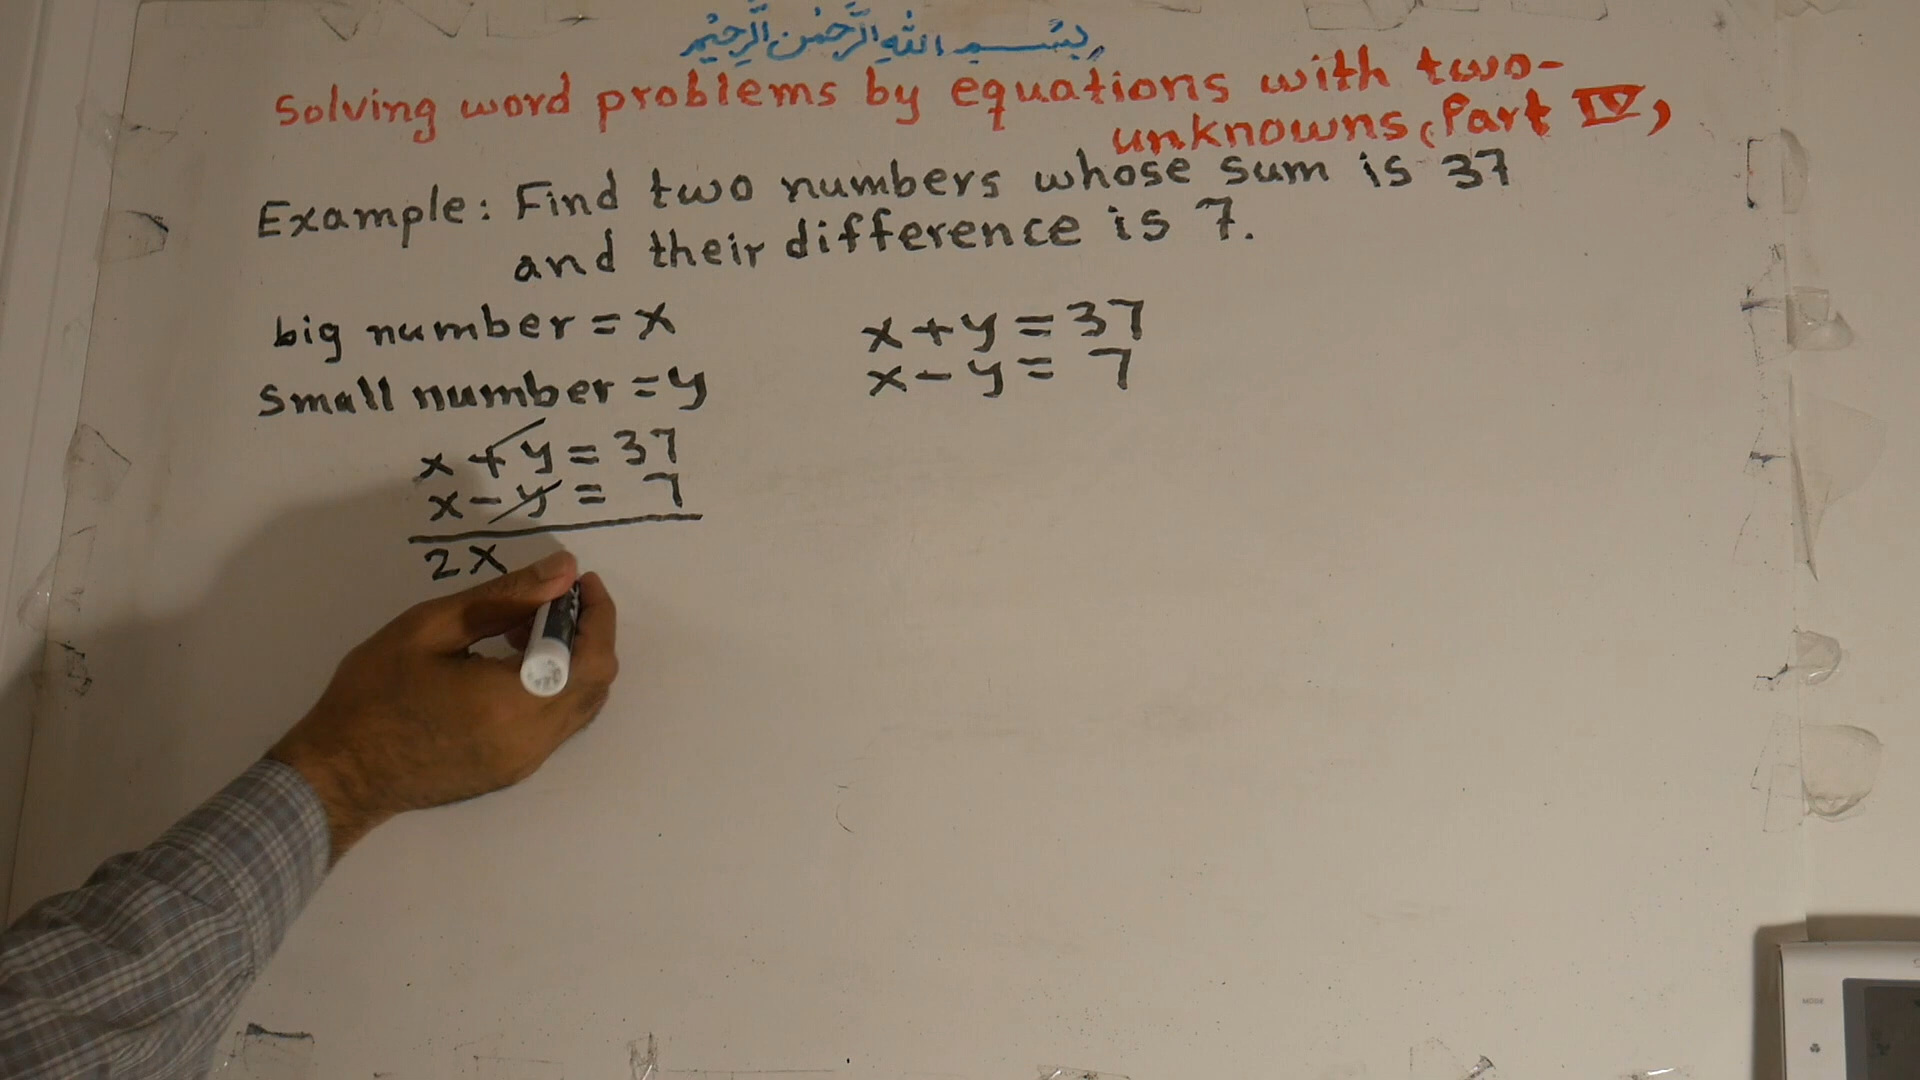 بِسْمِ اللهِ الرَّحْمٰنِ الرَّحِيْمِ
Solving word problems by equations with two-
unknowns (Part IV)
Example: Find two numbers whose sum is 37
and their difference is 7.
big number = x
Small number = y
x + y = 37
x - y = 7
x + y = 37
x - y = 7
2x